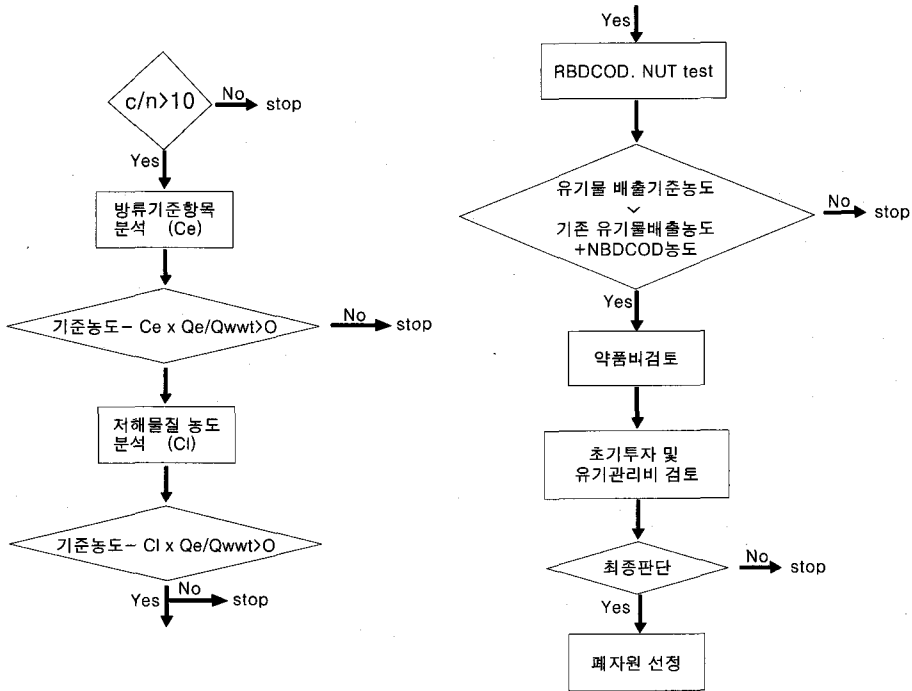 c/n>10
No
stop
Yes
방류기준항목
분석 (Ce)
기준농도− Ce x Qe/Qwwt>O
No
stop
저해물질 농도
분석 (Cl)
기준농도− Cl x Qe/Qwwt>O
Yes
No
stop
Yes
RBDCOD. NUT test
유기물 배출기준농도
>
기존 유기물배출농도
+NBDCOD농도
No
stop
Yes
약품비검토
초기투자 및
유기관리비 검토
최종판단
No
stop
Yes
폐자원 선정